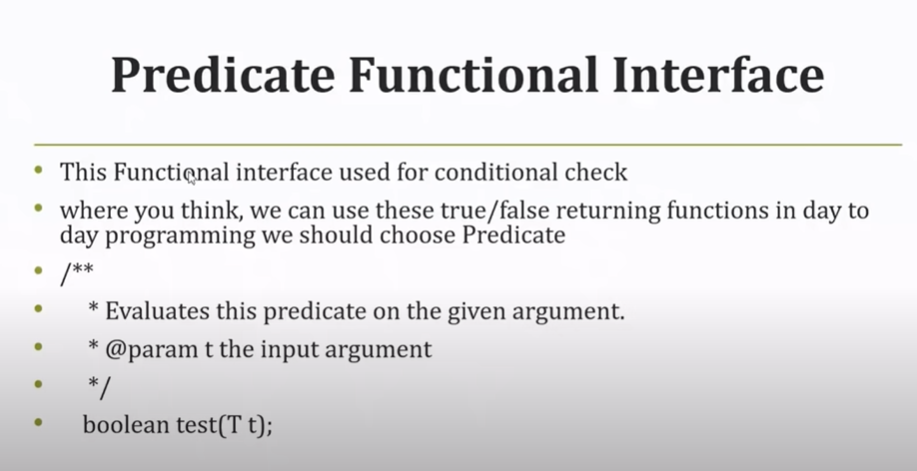 Predicate Functional Interface
• This Functional interface used for conditional check
• where you think, we can use these true/false returning functions in day to
day programming we should choose Predicate
• /**
• * Evaluates this predicate on the given argument.
• * @param t the input argument
• */
• boolean test(T t);